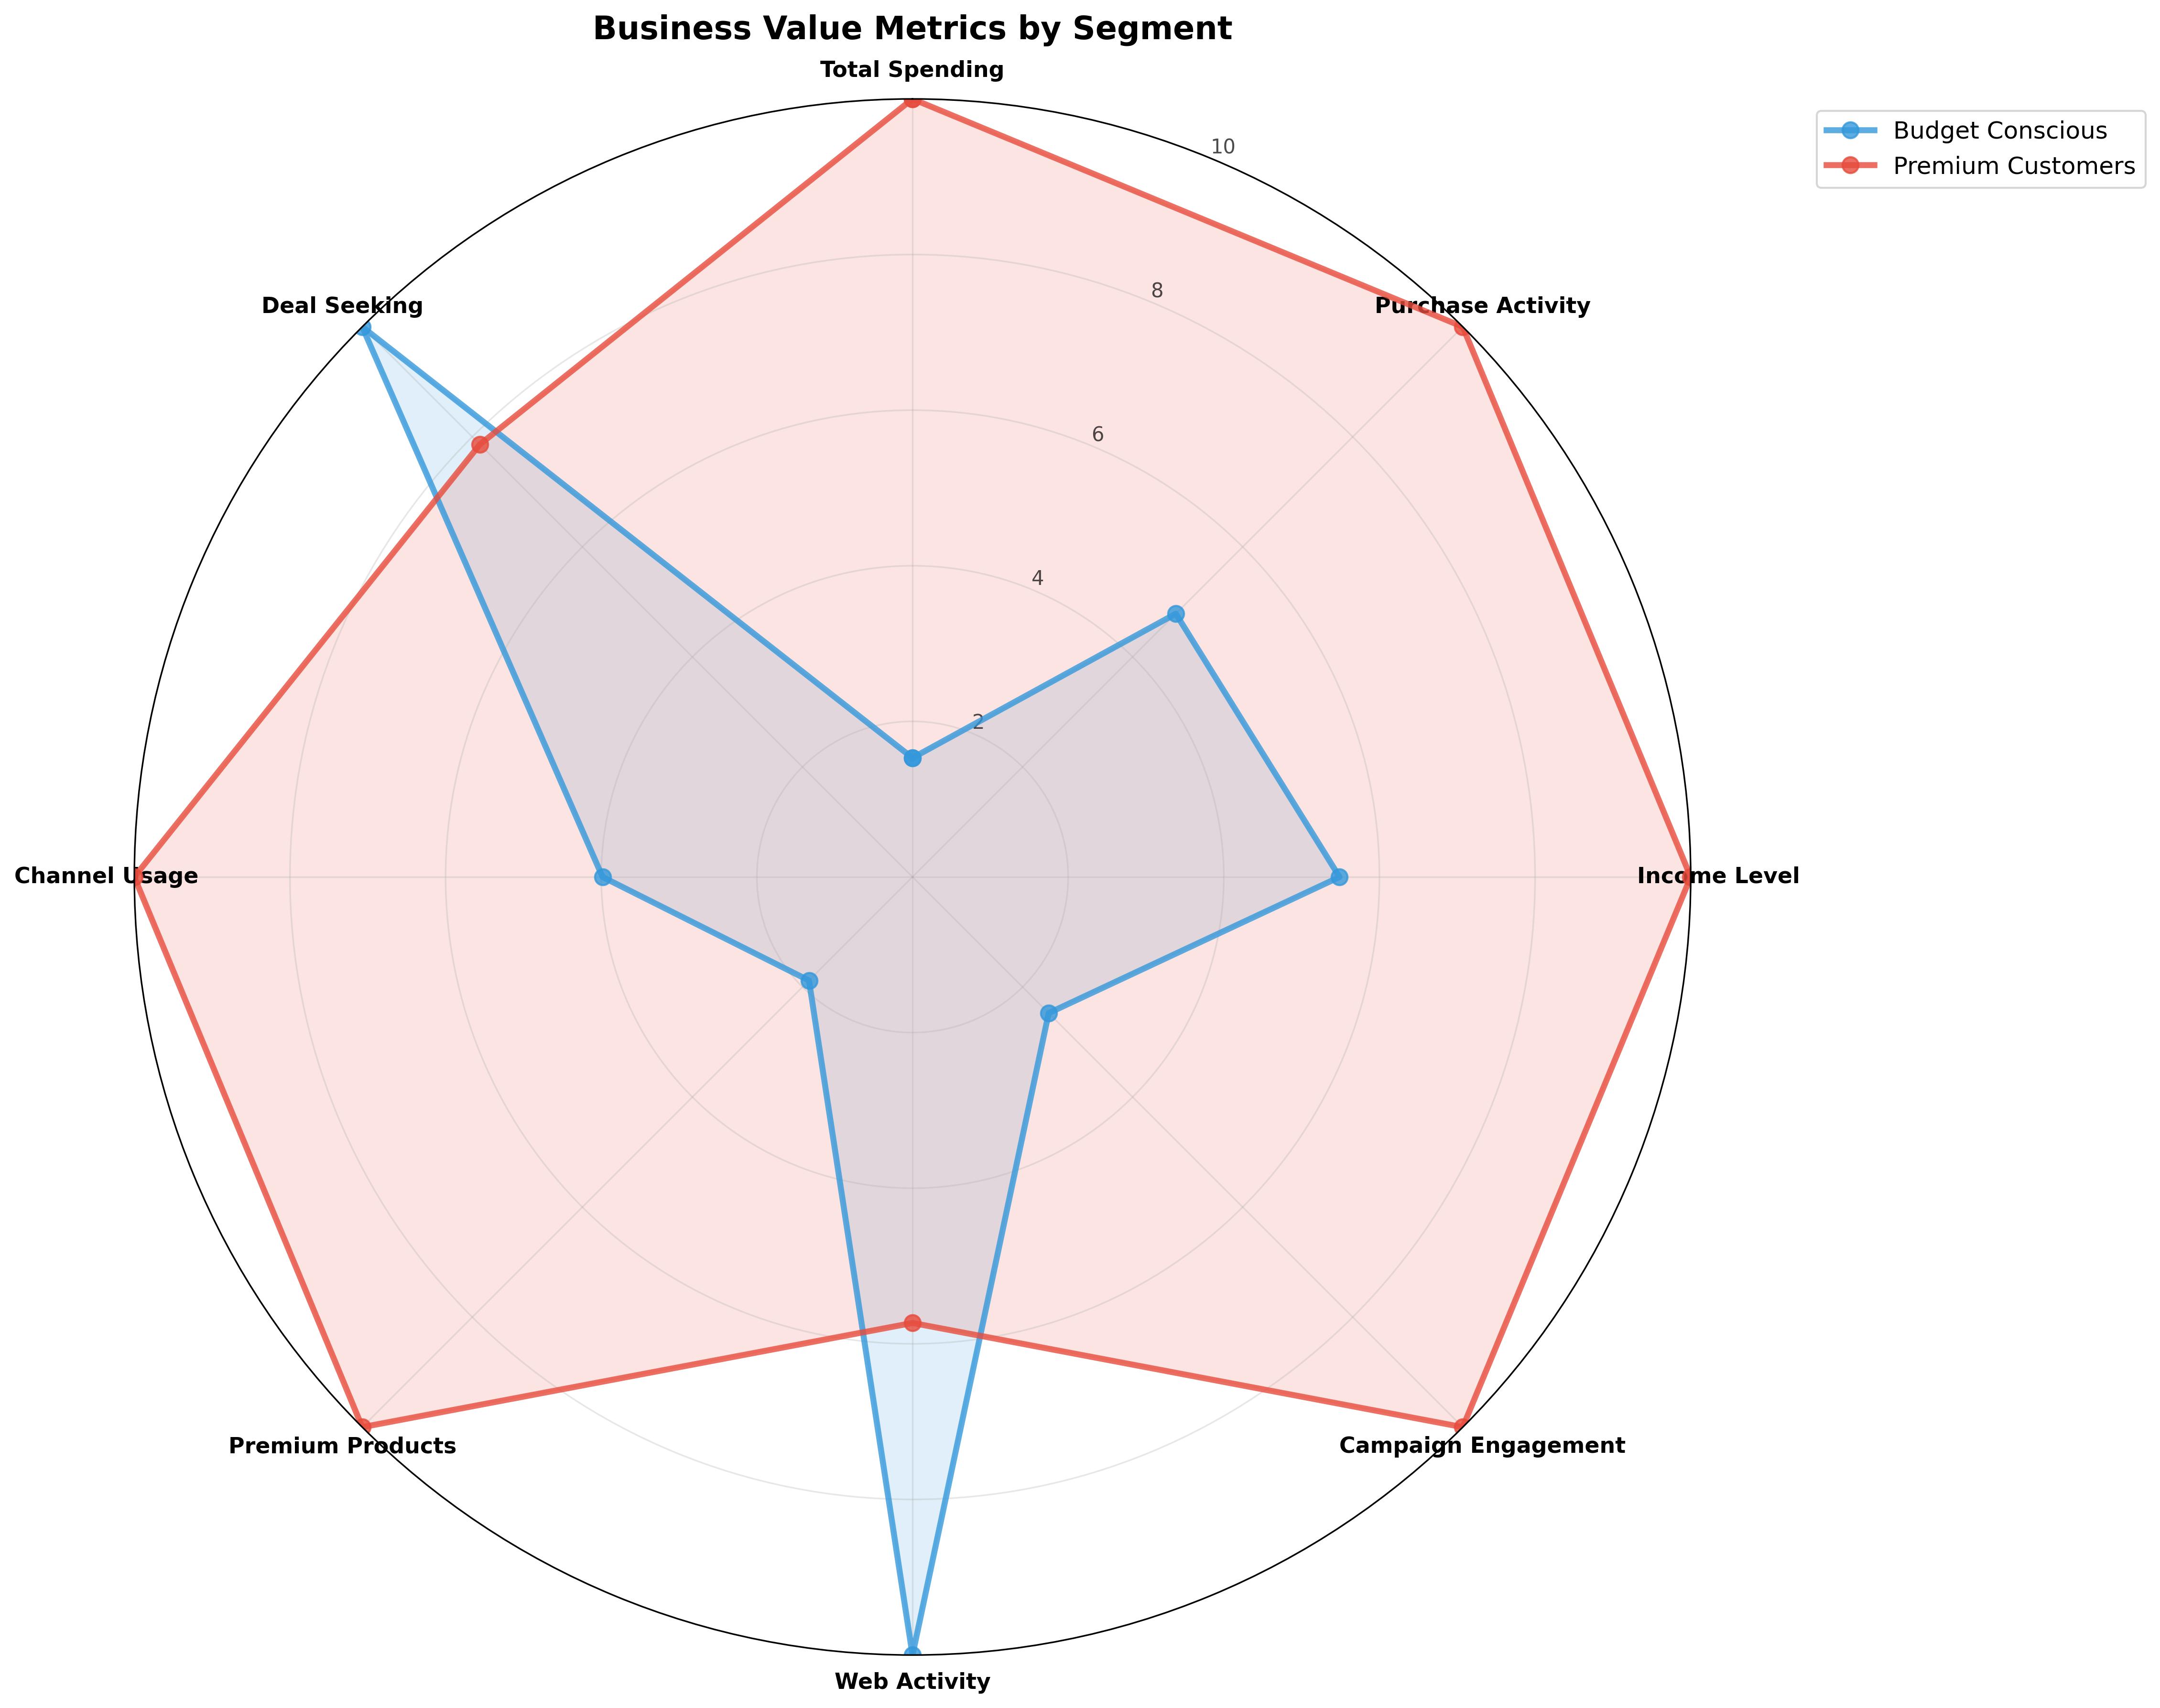 Business Value Metrics by Segment
Total Spending
10
Budget Conscious
Premium Customers
8
Deal Seeking
Purchase Activity
6
4
2
Channel Usage
Income Level
Premium Products
Campaign Engagement
Web Activity